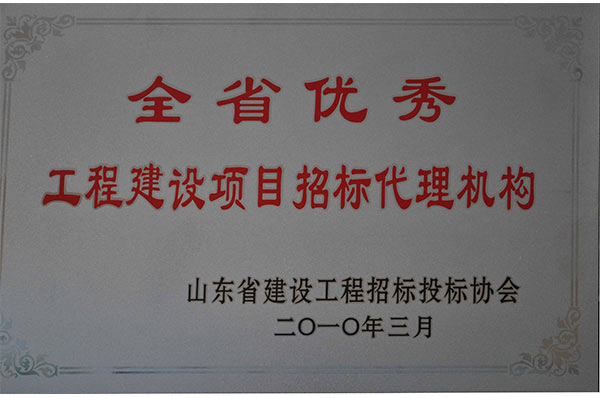 全省优秀
工程建设项目招标代理机构
山东省建设工程招标投标协会
二〇一〇年三月